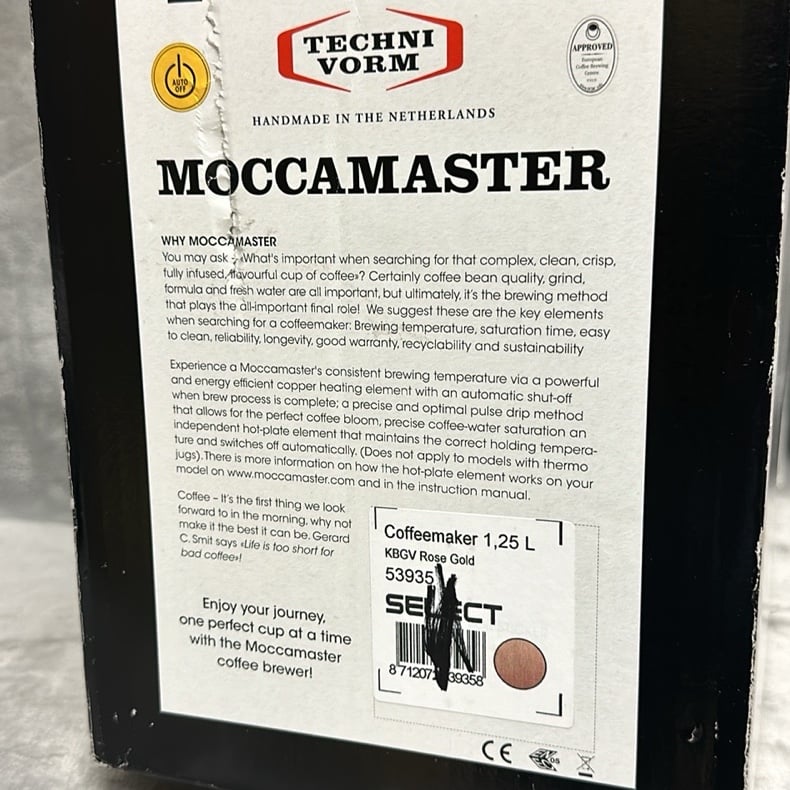 AUTO
OFF
TECHNI
VORM
APPROVED
European
Coffee Brewing
Centre
HANDMADE IN THE NETHERLANDS
MOCCAMASTER
WHY MOCCAMASTER
You may ask «What's important when searching for that complex, clean, crisp,
fully infused, flavourful cup of coffee»? Certainly coffee bean quality, grind,
formula and fresh water are all important, but ultimately, it's the brewing method
that plays the all-important final role! We suggest these are the key elements
when searching for a coffeemaker: Brewing temperature, saturation time, easy
to clean, reliability, longevity, good warranty, recyclability and sustainability
Experience a Moccamaster's consistent brewing temperature via a powerful
and energy efficient copper heating element with an automatic shut-off
when brew process is complete; a precise and optimal pulse drip method
that allows for the perfect coffee bloom, precise coffee-water saturation an
independent hot-plate element that maintains the correct holding tempera-
ture and switches off automatically. (Does not apply to models with thermo
jugs). There is more information on how the hot-plate element works on your
model on www.moccamaster.com and in the instruction manual.
Coffee – It's the first thing we look
forward to in the morning, why not
make it the best it can be. Gerard
C. Smit says «Life is too short for
bad coffee»!
Enjoy your journey,
one perfect cup at a time
with the Moccamaster
coffee brewer!
Coffeemaker 1,25 L
KBGV Rose Gold
53935
SELECT
8 71207 39358
CE